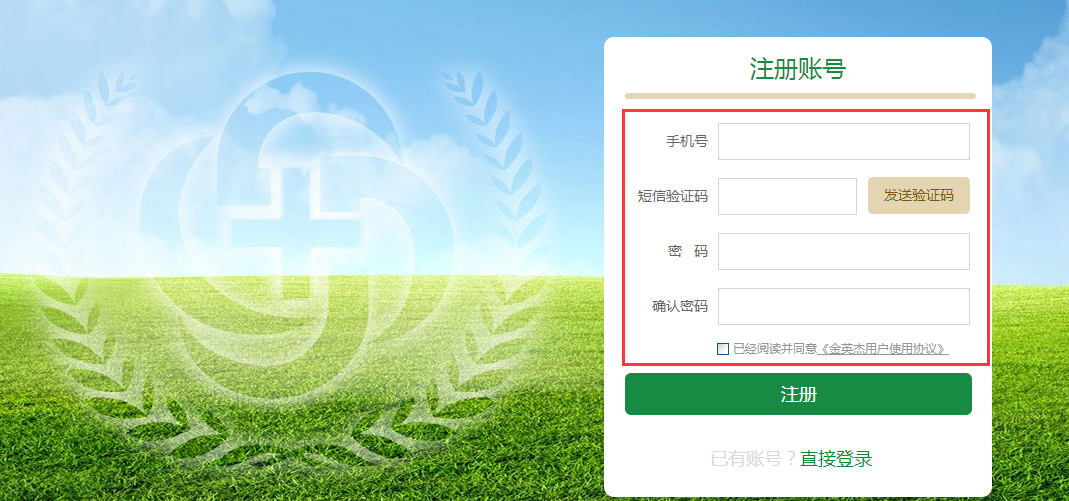 注册账号
手机号
短信验证码 发送验证码
密 码
确认密码
已经阅读并同意《金英杰用户使用协议》
注册
已有账号？直接登录